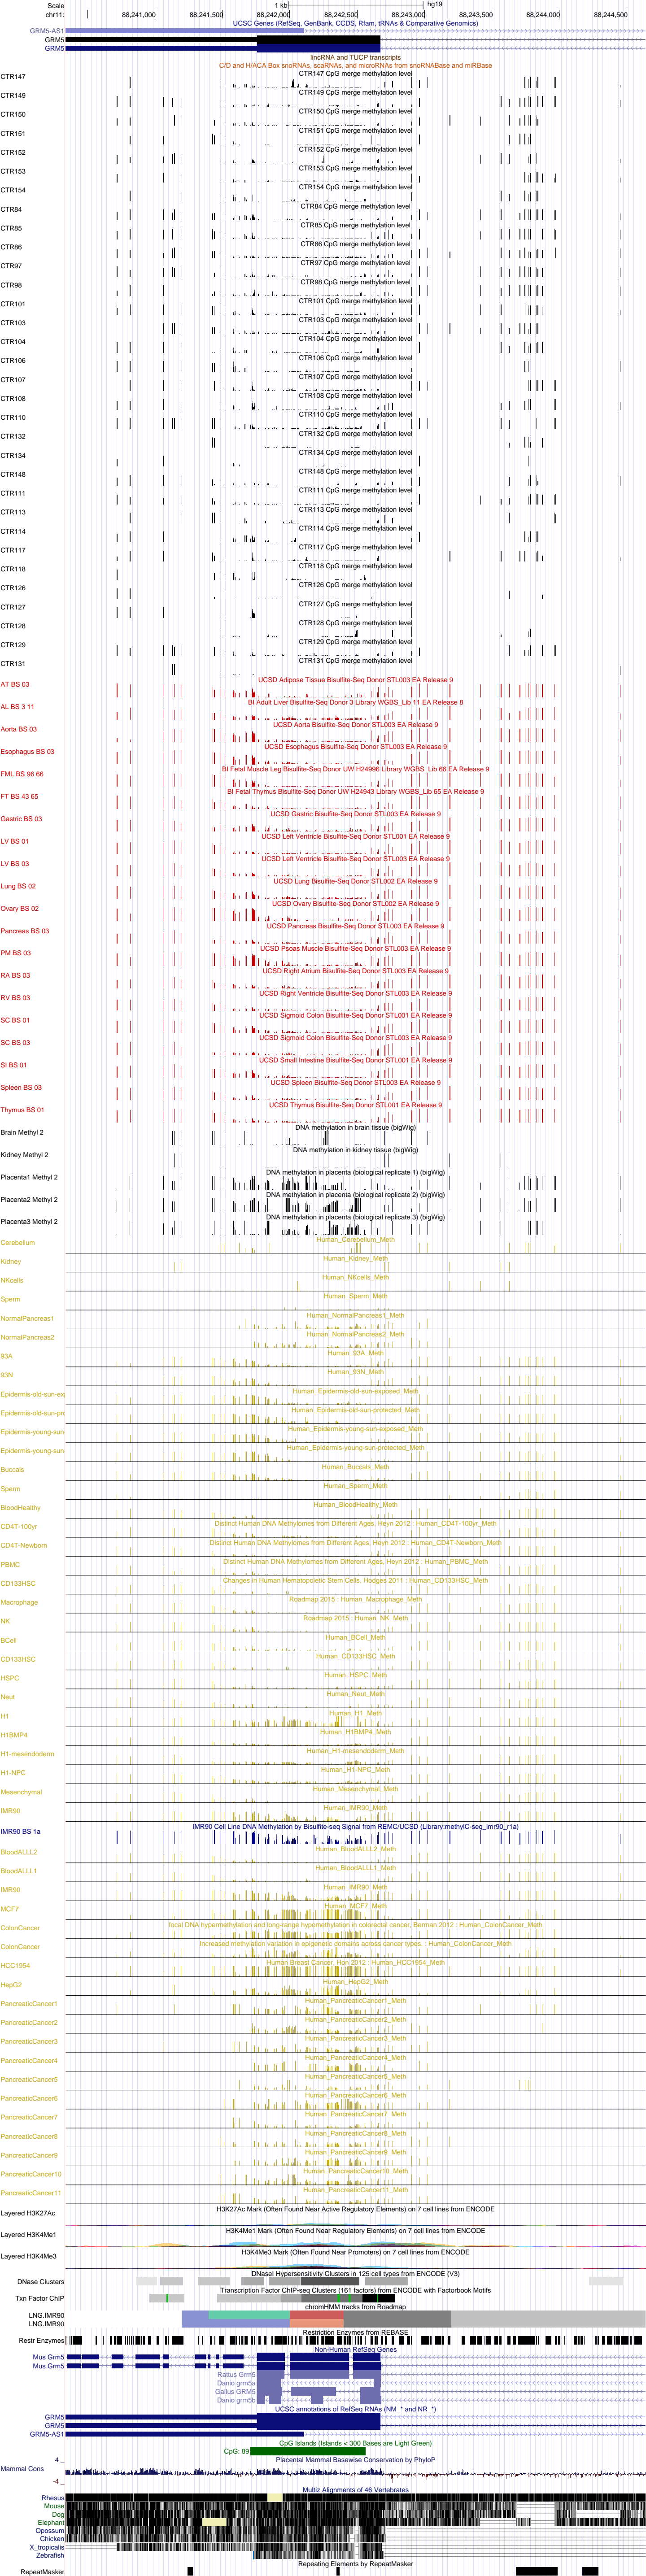 Scale 1 kb hg19
chr11: 88,241,000 88,241,500 88,242,000 88,242,500 88,243,000 88,243,500 88,244,000 88,244,500
UCSC Genes (RefSeq, GenBank, CCDS, Rfam, tRNAs & Comparative Genomics)
GRM5-AS1
GRM5
GRM5
lincRNA and TUCP transcripts
C/D and H/ACA Box snoRNAs, scaRNAs, and microRNAs from snoRNABase and miRBase
CTR147 CpG merge methylation level
CTR147
CTR149 CpG merge methylation level
CTR149
CTR150 CpG merge methylation level
CTR150
CTR151 CpG merge methylation level
CTR151
CTR152 CpG merge methylation level
CTR152
CTR153 CpG merge methylation level
CTR153
CTR154 CpG merge methylation level
CTR154
CTR84 CpG merge methylation level
CTR84
CTR85 CpG merge methylation level
CTR85
CTR86 CpG merge methylation level
CTR86
CTR97 CpG merge methylation level
CTR97
CTR98 CpG merge methylation level
CTR98
CTR101 CpG merge methylation level
CTR101
CTR103 CpG merge methylation level
CTR103
CTR104 CpG merge methylation level
CTR104
CTR106 CpG merge methylation level
CTR106
CTR107 CpG merge methylation level
CTR107
CTR108 CpG merge methylation level
CTR108
CTR110 CpG merge methylation level
CTR110
CTR132 CpG merge methylation level
CTR132
CTR134 CpG merge methylation level
CTR134
CTR148 CpG merge methylation level
CTR148
CTR111 CpG merge methylation level
CTR111
CTR113 CpG merge methylation level
CTR113
CTR114 CpG merge methylation level
CTR114
CTR117 CpG merge methylation level
CTR117
CTR118 CpG merge methylation level
CTR118
CTR126 CpG merge methylation level
CTR126
CTR127 CpG merge methylation level
CTR127
CTR128 CpG merge methylation level
CTR128
CTR129 CpG merge methylation level
CTR129
CTR131 CpG merge methylation level
CTR131
UCSD Adipose Tissue Bisulfite-Seq Donor STL003 EA Release 9
AT BS 03
BI Adult Liver Bisulfite-Seq Donor 3 Library WGBS_Lib 11 EA Release 8
AL BS 3 11
UCSD Aorta Bisulfite-Seq Donor STL003 EA Release 9
Aorta BS 03
UCSD Esophagus Bisulfite-Seq Donor STL003 EA Release 9
Esophagus BS 03
BI Fetal Muscle Leg Bisulfite-Seq Donor UW H24996 Library WGBS_Lib 66 EA Release 9
FML BS 96 66
BI Fetal Thymus Bisulfite-Seq Donor UW H24943 Library WGBS_Lib 65 EA Release 9
FT BS 43 65
UCSD Gastric Bisulfite-Seq Donor STL003 EA Release 9
Gastric BS 03
UCSD Left Ventricle Bisulfite-Seq Donor STL001 EA Release 9
LV BS 01
UCSD Left Ventricle Bisulfite-Seq Donor STL003 EA Release 9
LV BS 03
UCSD Lung Bisulfite-Seq Donor STL002 EA Release 9
Lung BS 02
UCSD Ovary Bisulfite-Seq Donor STL002 EA Release 9
Ovary BS 02
UCSD Pancreas Bisulfite-Seq Donor STL003 EA Release 9
Pancreas BS 03
UCSD Psoas Muscle Bisulfite-Seq Donor STL003 EA Release 9
PM BS 03
UCSD Right Atrium Bisulfite-Seq Donor STL003 EA Release 9
RA BS 03
UCSD Right Ventricle Bisulfite-Seq Donor STL003 EA Release 9
RV BS 03
UCSD Sigmoid Colon Bisulfite-Seq Donor STL001 EA Release 9
SC BS 01
UCSD Sigmoid Colon Bisulfite-Seq Donor STL003 EA Release 9
SC BS 03
UCSD Small Intestine Bisulfite-Seq Donor STL001 EA Release 9
SI BS 01
UCSD Spleen Bisulfite-Seq Donor STL003 EA Release 9
Spleen BS 03
UCSD Thymus Bisulfite-Seq Donor STL001 EA Release 9
Thymus BS 01
DNA methylation in brain tissue (bigWig)
Brain Methyl 2
DNA methylation in kidney tissue (bigWig)
Kidney Methyl 2
DNA methylation in placenta (biological replicate 1) (bigWig)
Placenta1 Methyl 2
DNA methylation in placenta (biological replicate 2) (bigWig)
Placenta2 Methyl 2
DNA methylation in placenta (biological replicate 3) (bigWig)
Placenta3 Methyl 2
Human_Cerebellum_Meth
Cerebellum
Human_Kidney_Meth
Kidney
Human_NKcells_Meth
NKcells
Human_Sperm_Meth
Sperm
Human_NormalPancreas1_Meth
NormalPancreas1
Human_NormalPancreas2_Meth
NormalPancreas2
Human_93A_Meth
93A
Human_93N_Meth
93N
Human_Epidermis-old-sun-exposed_Meth
Epidermis-old-sun-ex
Human_Epidermis-old-sun-protected_Meth
Epidermis-old-sun-pro
Human_Epidermis-young-sun-exposed_Meth
Epidermis-young-sun
Human_Epidermis-young-sun-protected_Meth
Epidermis-young-sun
Human_Buccals_Meth
Buccals
Human_Sperm_Meth
Sperm
Human_BloodHealthy_Meth
BloodHealthy
Distinct Human DNA Methylomes from Different Ages, Heyn 2012 : Human_CD4T-100yr_Meth
CD4T-100yr
Distinct Human DNA Methylomes from Different Ages, Heyn 2012 : Human_CD4T-Newborn_Meth
CD4T-Newborn
Distinct Human DNA Methylomes from Different Ages, Heyn 2012 : Human_PBMC_Meth
PBMC
Changes in Human Hematopoietic Stem Cells, Hodges 2011 : Human_CD133HSC_Meth
CD133HSC
Roadmap 2015 : Human_Macrophage_Meth
Macrophage
Roadmap 2015 : Human_NK_Meth
NK
Human_BCell_Meth
BCell
Human_CD133HSC_Meth
CD133HSC
Human_HSPC_Meth
HSPC
Human_Neut_Meth
Neut
Human_H1_Meth
H1
Human_H1BMP4_Meth
H1BMP4
Human_H1-mesendoderm_Meth
H1-mesendoderm
Human_H1-NPC_Meth
H1-NPC
Human_Mesenchymal_Meth
Mesenchymal
Human_IMR90_Meth
IMR90
IMR90 Cell Line DNA Methylation by Bisulfite-seq Signal from REMC/UCSD (Library:methylC-seq_imr90_r1a)
IMR90 BS 1a
Human_BloodALLL2_Meth
BloodALLL2
Human_BloodALLL1_Meth
BloodALLL1
Human_IMR90_Meth
IMR90
Human_MCF7_Meth
MCF7
focal DNA hypermethylation and long-range hypomethylation in colorectal cancer, Berman 2012 : Human_ColonCancer_Meth
ColonCancer
Increased methylation variation in epigenetic domains across cancer types. : Human_ColonCancer_Meth
ColonCancer
Human Breast Cancer, Hon 2012 : Human_HCC1954_Meth
HCC1954
Human_HepG2_Meth
HepG2
Human_PancreaticCancer1_Meth
PancreaticCancer1
Human_PancreaticCancer2_Meth
PancreaticCancer2
Human_PancreaticCancer3_Meth
PancreaticCancer3
Human_PancreaticCancer4_Meth
PancreaticCancer4
Human_PancreaticCancer5_Meth
PancreaticCancer5
Human_PancreaticCancer6_Meth
PancreaticCancer6
Human_PancreaticCancer7_Meth
PancreaticCancer7
Human_PancreaticCancer8_Meth
PancreaticCancer8
Human_PancreaticCancer9_Meth
PancreaticCancer9
Human_PancreaticCancer10_Meth
PancreaticCancer10
Human_PancreaticCancer11_Meth
PancreaticCancer11
H3K27Ac Mark (Often Found Near Active Regulatory Elements) on 7 cell lines from ENCODE
Layered H3K27Ac
H3K4Me1 Mark (Often Found Near Regulatory Elements) on 7 cell lines from ENCODE
Layered H3K4Me1
H3K4Me3 Mark (Often Found Near Promoters) on 7 cell lines from ENCODE
Layered H3K4Me3
DNaseI Hypersensitivity Clusters in 125 cell types from ENCODE (V3)
DNase Clusters
Transcription Factor ChIP-seq Clusters (161 factors) from ENCODE with Factorbook Motifs
Txn Factor ChIP
chromHMM tracks from Roadmap
LNG.IMR90
LNG.IMR90
Restriction Enzymes from REBASE
Restr Enzymes
Non-Human RefSeq Genes
Mus Grm5
Mus Grm5
Rattus Grm5
Danio grm5a
Gallus GRM5
Danio grm5b
UCSC annotations of RefSeq RNAs (NM_* and NR_*)
GRM5
GRM5
GRM5-AS1
CpG Islands (Islands < 300 Bases are Light Green)
CpG: 89
Placental Mammal Basewise Conservation by PhyloP
4 _
Mammal Cons
-4 _
Multiz Alignments of 46 Vertebrates
Rhesus
Mouse
Dog
Elephant
Opossum
Chicken
X_tropicalis
Zebrafish
Repeating Elements by RepeatMasker
RepeatMasker